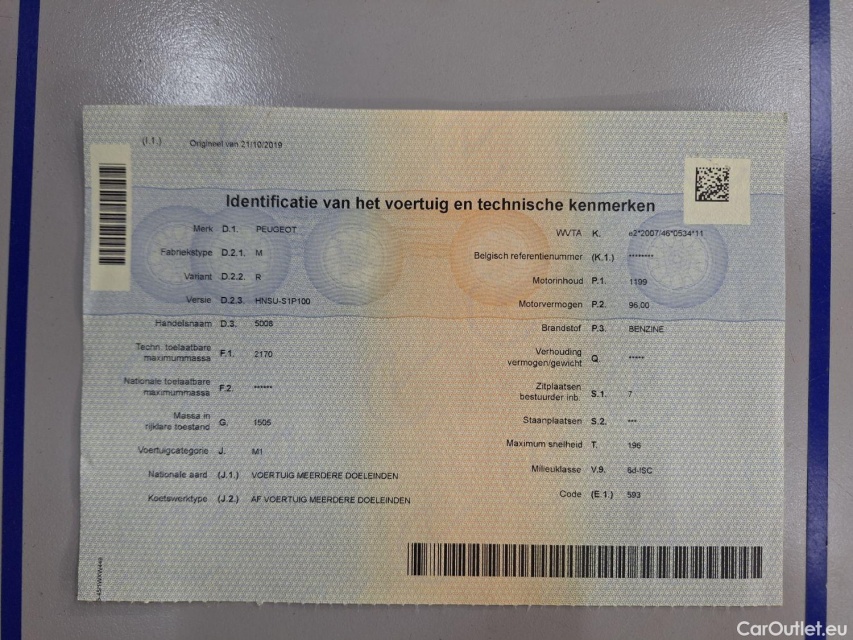 (I.1.) Origineel van 21/10/2019
Identificatie van het voertuig en technische kenmerken
Merk D.1. PEUGEOT
Fabriekstype D.2.1. M
Variant D.2.2. R
Versie D.2.3. HNSU-S1P100
Handelsnaam D.3. 5008
Techn. toelaatbare
maximummassa F.1. 2170
Nationale toelaatbare
maximummassa F.2. ******
Massa in
rijklare toestand G. 1505
Voertuigcategorie J. M1
Nationale aard (J.1.) VOERTUIG MEERDERE DOELEINDEN
Koetswerktype (J.2.) AF VOERTUIG MEERDERE DOELEINDEN
WVTA K. e2*2007/46*0534*11
Belgisch referentienummer (K.1.) ********
Motorinhoud P.1. 1199
Motorvermogen P.2. 96.00
Brandstof P.3. BENZINE
Verhouding
vermogen/gewicht Q. *****
Zitplaatsen
bestuurder inb. S.1. 7
Staanplaatsen S.2. ***
Maximum snelheid T. 196
Milieuklasse V.9. 6d-ISC
Code (E.1.) 593
CarOutlet.eu